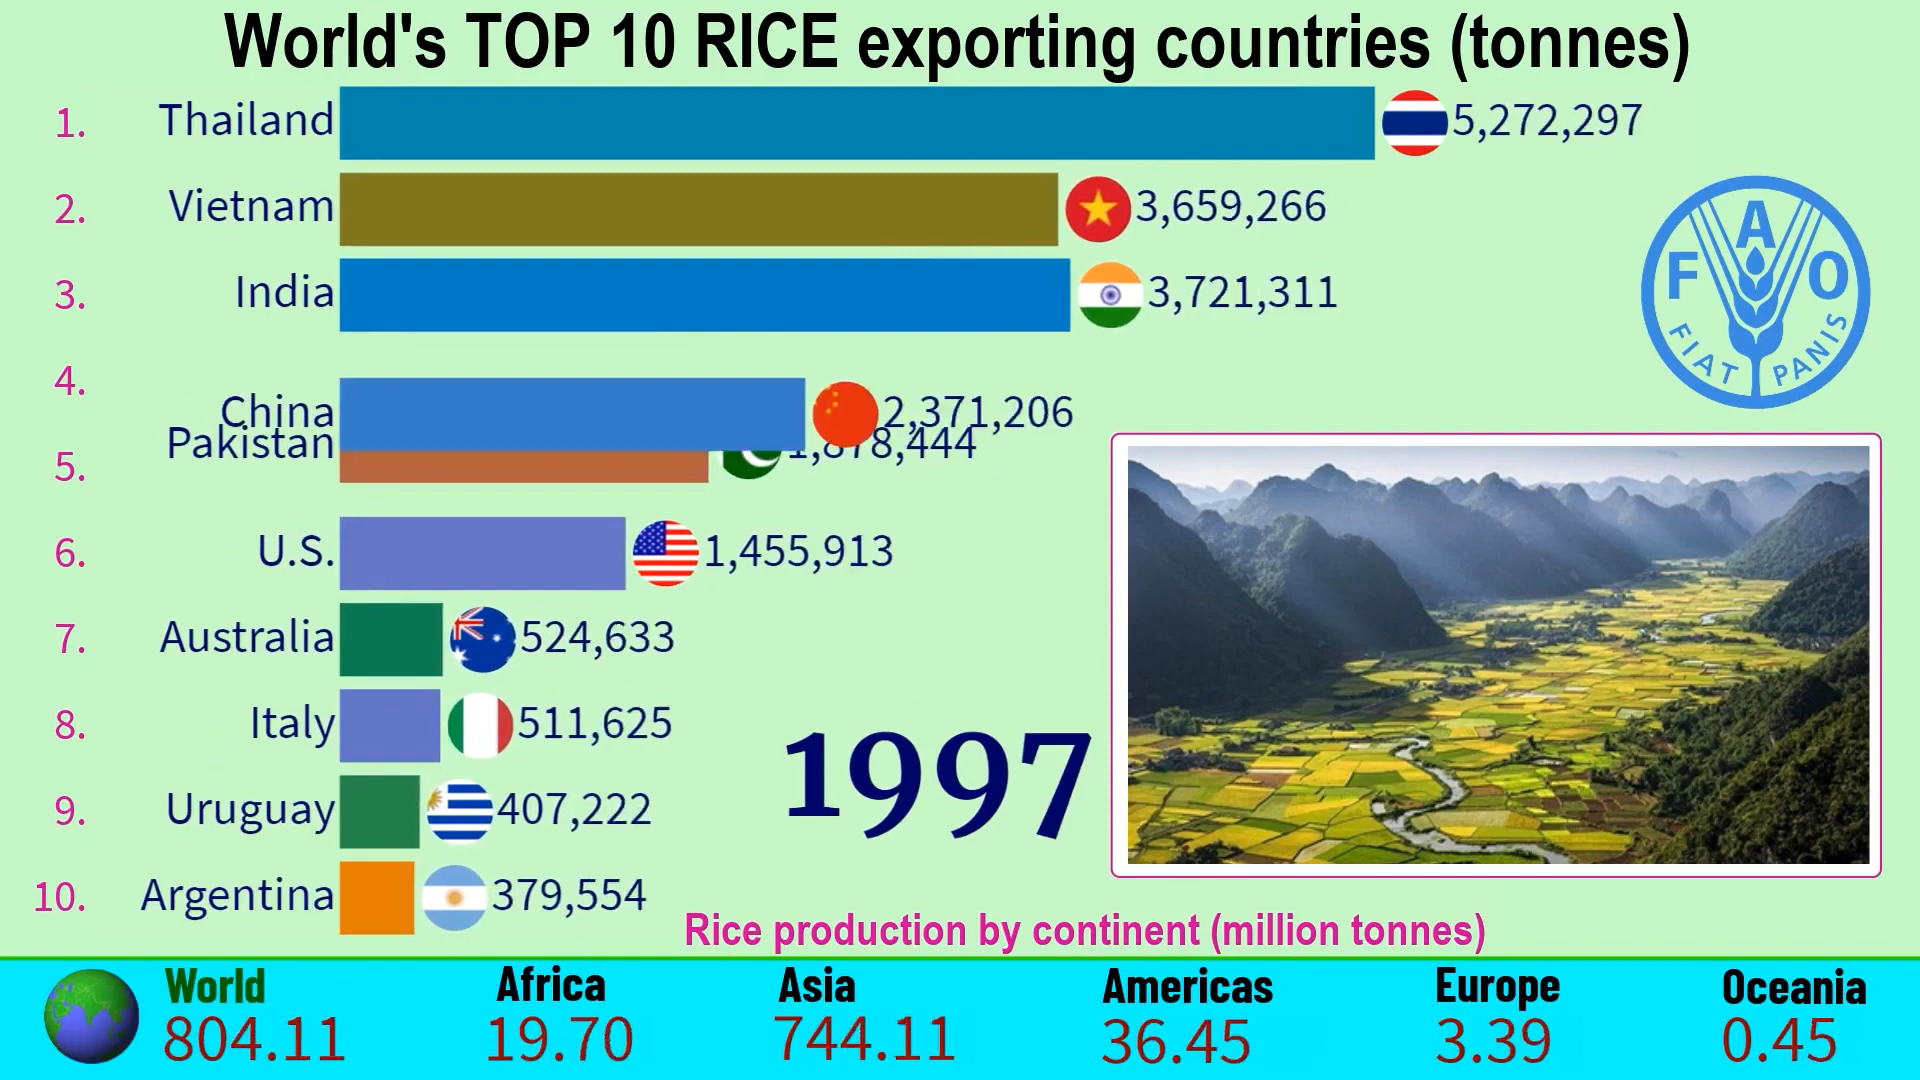 World's TOP 10 RICE exporting countries (tonnes)
1. Thailand 5,272,297
2. Vietnam 3,659,266
3. India 3,721,311
4.
China 2,371,206
Pakistan 1,878,444
5.
6. U.S. 1,455,913
7. Australia 524,633
8. Italy 511,625
9. Uruguay 407,222
10. Argentina 379,554
F A O
FIAT PANIS
1997
Rice production by continent (million tonnes)
World Africa Asia Americas Europe Oceania
804.11 19.70 744.11 36.45 3.39 0.45